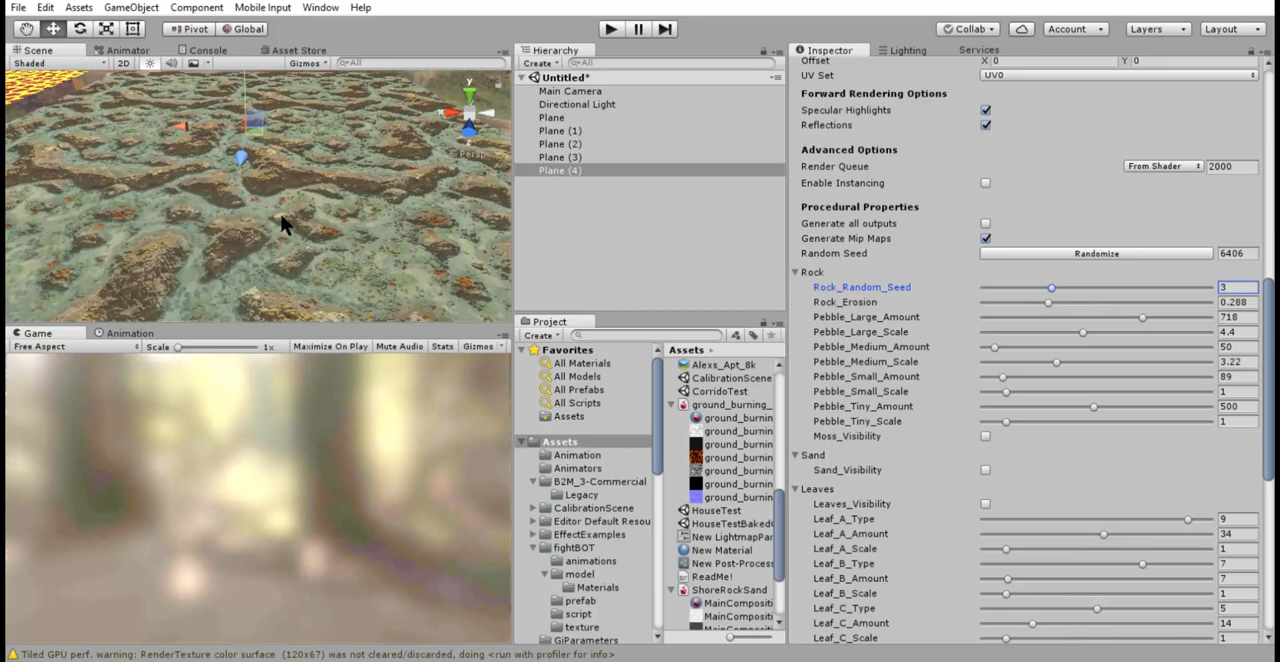 File Edit Assets GameObject Component Mobile Input Window Help
Pivot Global Collab Account Layers Layout
Scene Animator Console Asset Store
Shaded 2D Gizmos All
y
x
z
Persp
Game Animation
Free Aspect Scale 1x Maximize On Play Mute Audio Stats Gizmos
Hierarchy
Create All
Untitled*
Main Camera
Directional Light
Plane
Plane (1)
Plane (2)
Plane (3)
Plane (4)
Project
Create
Favorites
All Materials
All Models
All Prefabs
All Scripts
Assets
Assets
Animation
Animators
B2M_3-Commercial
Legacy
CalibrationScene
Editor Default Resou
EffectExamples
fightBOT
animations
model
Materials
prefab
script
texture
GiParameters
Assets
Alexs_Apt_8k
CalibrationScene
CorridoTest
ground_burning_
ground_burnin
ground_burnin
ground_burnin
ground_burnin
ground_burnin
ground_burnin
ground_burnin
HouseTest
HouseTestBaked
New LightmapPar
New Material
New Post-Process
ReadMe!
ShoreRockSand
MainCompositi
MainCompositi
MainCompositi
Inspector Lighting Services
Offset X 0 Y 0
UV Set UV0
Forward Rendering Options
Specular Highlights
Reflections
Advanced Options
Render Queue From Shader 2000
Enable Instancing
Procedural Properties
Generate all outputs
Generate Mip Maps
Random Seed Randomize 6406
Rock
Rock_Random_Seed 3
Rock_Erosion 0.288
Pebble_Large_Amount 718
Pebble_Large_Scale 4.4
Pebble_Medium_Amount 50
Pebble_Medium_Scale 3.22
Pebble_Small_Amount 89
Pebble_Small_Scale 1
Pebble_Tiny_Amount 500
Pebble_Tiny_Scale 1
Moss_Visibility
Sand
Sand_Visibility
Leaves
Leaves_Visibility
Leaf_A_Type 9
Leaf_A_Amount 34
Leaf_A_Scale 1
Leaf_B_Type 7
Leaf_B_Amount 7
Leaf_B_Scale 1
Leaf_C_Type 5
Leaf_C_Amount 14
Leaf_C_Scale 1
Tiled GPU perf. warning: RenderTexture color surface (120x67) was not cleared/discarded, doing <run with profiler for info>